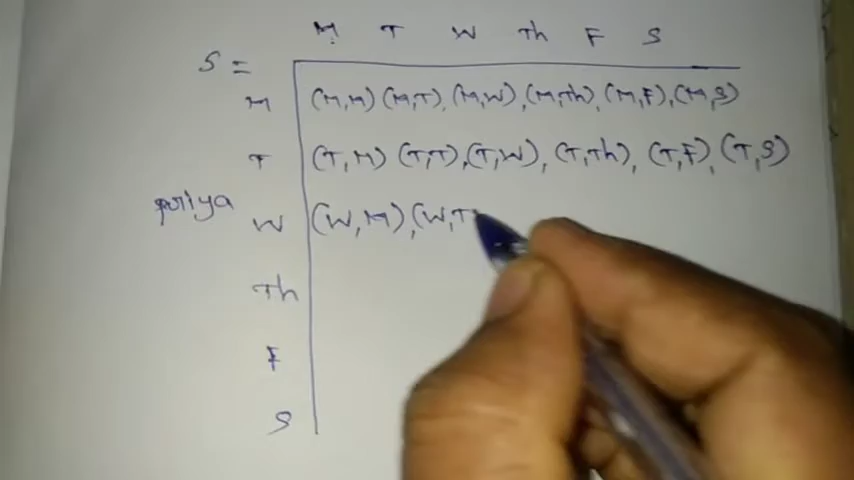 M T W Th F S
S =
M (M,M) (M,T), (M,W), (M,Th), (M,F), (M,S)
T (T,M) (T,T), (T,W), (T,Th), (T,F), (T,S)
priya
W (W,M), (W,T
Th
F
S